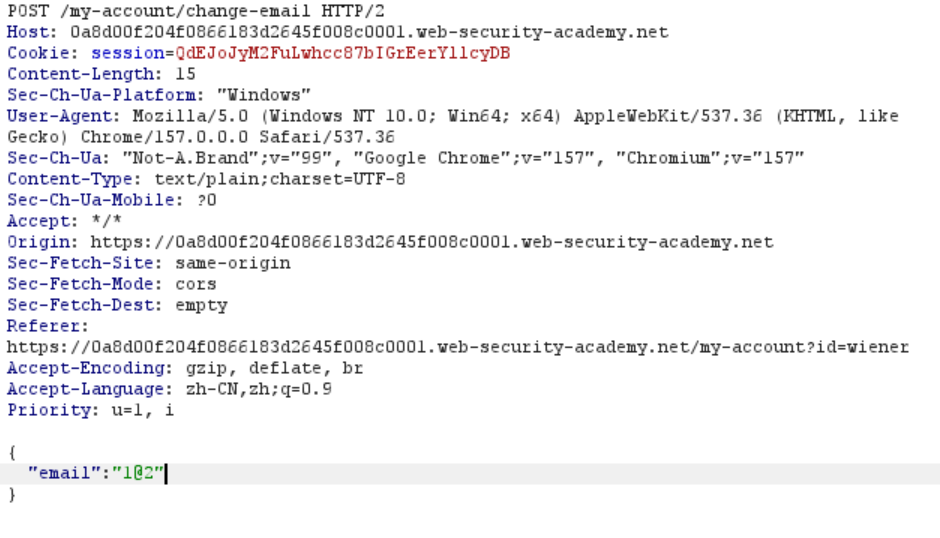 POST /my-account/change-email HTTP/2
Host: 0a8d00f204f0866183d2645f008c0001.web-security-academy.net
Cookie: session=QdEJoJyM2FuLwhcc87bIGrEerYllcyDB
Content-Length: 15
Sec-Ch-Ua-Platform: "Windows"
User-Agent: Mozilla/5.0 (Windows NT 10.0; Win64; x64) AppleWebKit/537.36 (KHTML, like
Gecko) Chrome/157.0.0.0 Safari/537.36
Sec-Ch-Ua: "Not-A.Brand";v="99", "Google Chrome";v="157", "Chromium";v="157"
Content-Type: text/plain;charset=UTF-8
Sec-Ch-Ua-Mobile: ?0
Accept: */*
Origin: https://0a8d00f204f0866183d2645f008c0001.web-security-academy.net
Sec-Fetch-Site: same-origin
Sec-Fetch-Mode: cors
Sec-Fetch-Dest: empty
Referer:
https://0a8d00f204f0866183d2645f008c0001.web-security-academy.net/my-account?id=wiener
Accept-Encoding: gzip, deflate, br
Accept-Language: zh-CN,zh;q=0.9
Priority: u=1, i
{
"email":"1@2"
}